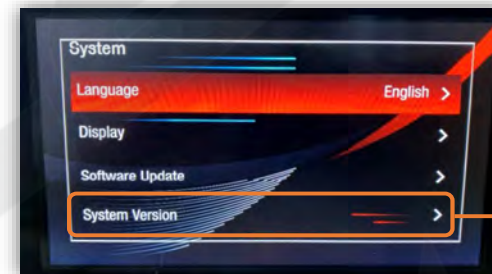 System
Language English >
Display >
Software Update >
System Version >